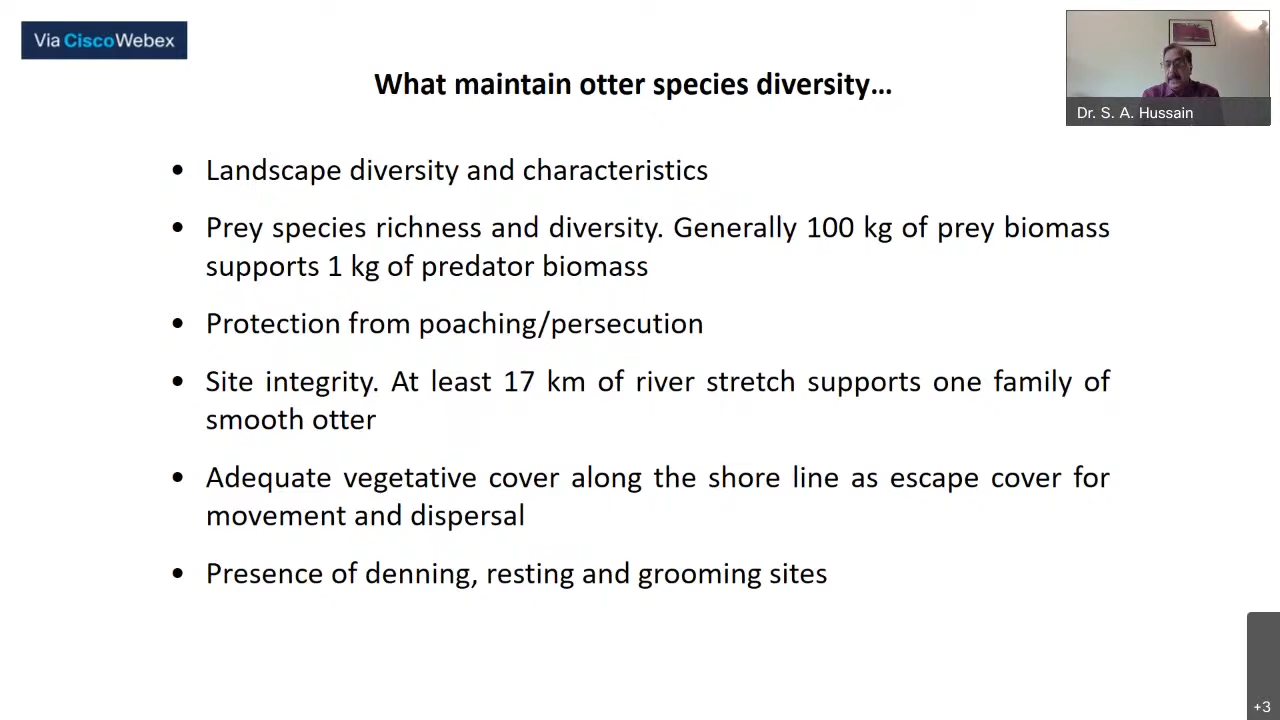 Via CiscoWebex
What maintain otter species diversity...
Dr. S. A. Hussain
• Landscape diversity and characteristics
• Prey species richness and diversity. Generally 100 kg of prey biomass
supports 1 kg of predator biomass
• Protection from poaching/persecution
• Site integrity. At least 17 km of river stretch supports one family of
smooth otter
• Adequate vegetative cover along the shore line as escape cover for
movement and dispersal
• Presence of denning, resting and grooming sites
+3